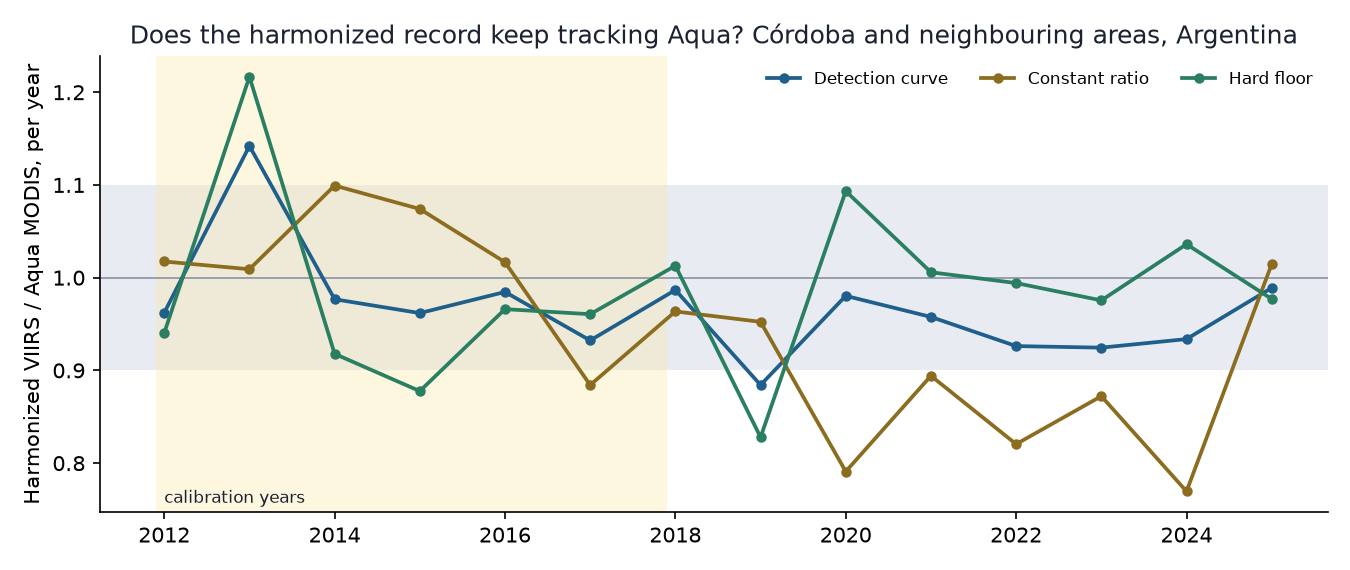 Does the harmonized record keep tracking Aqua? Córdoba and neighbouring areas, Argentina
Harmonized VIIRS / Aqua MODIS, per year
Detection curve
Constant ratio
Hard floor
1.2
1.1
1.0
0.9
0.8
calibration years
2012
2014
2016
2018
2020
2022
2024